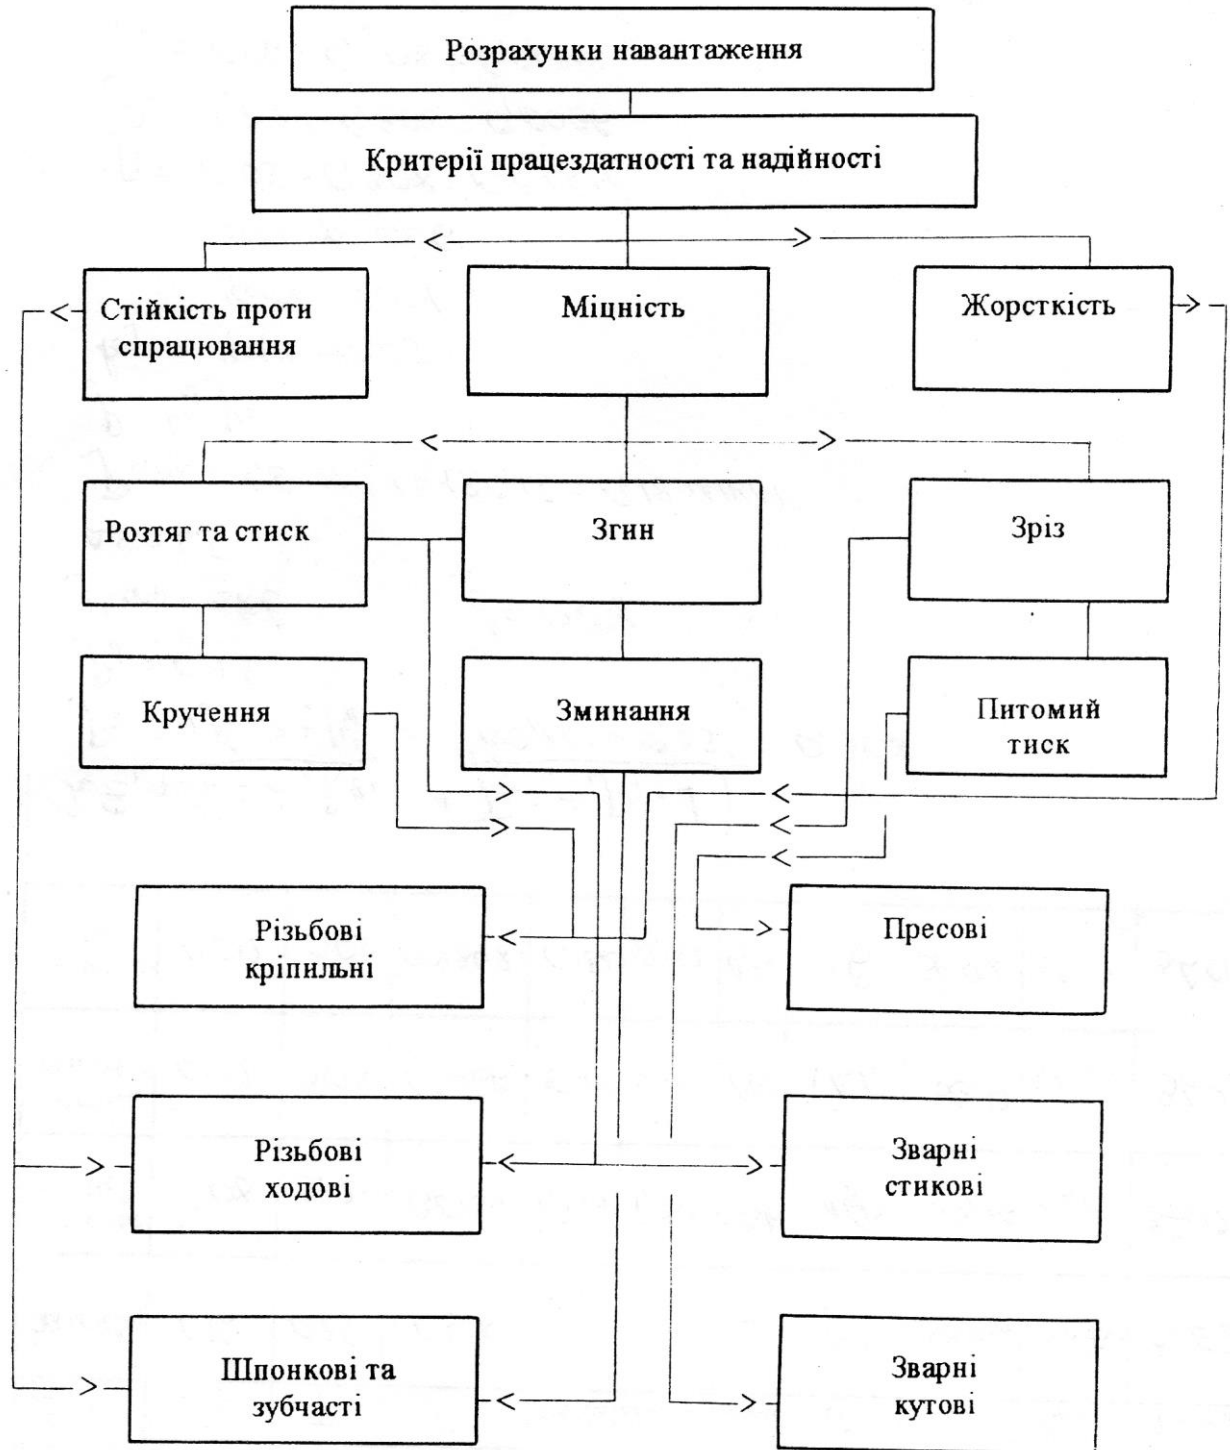 Розрахунки навантаження
Критерії працездатності та надійності
Стійкість проти
спрацювання
Міцність
Жорсткість
Розтяг та стиск
Згин
Зріз
Кручення
Зминання
Питомий
тиск
Різьбові
кріпильні
Пресові
Різьбові
ходові
Зварні
стикові
Шпонкові та
зубчасті
Зварні
кутові